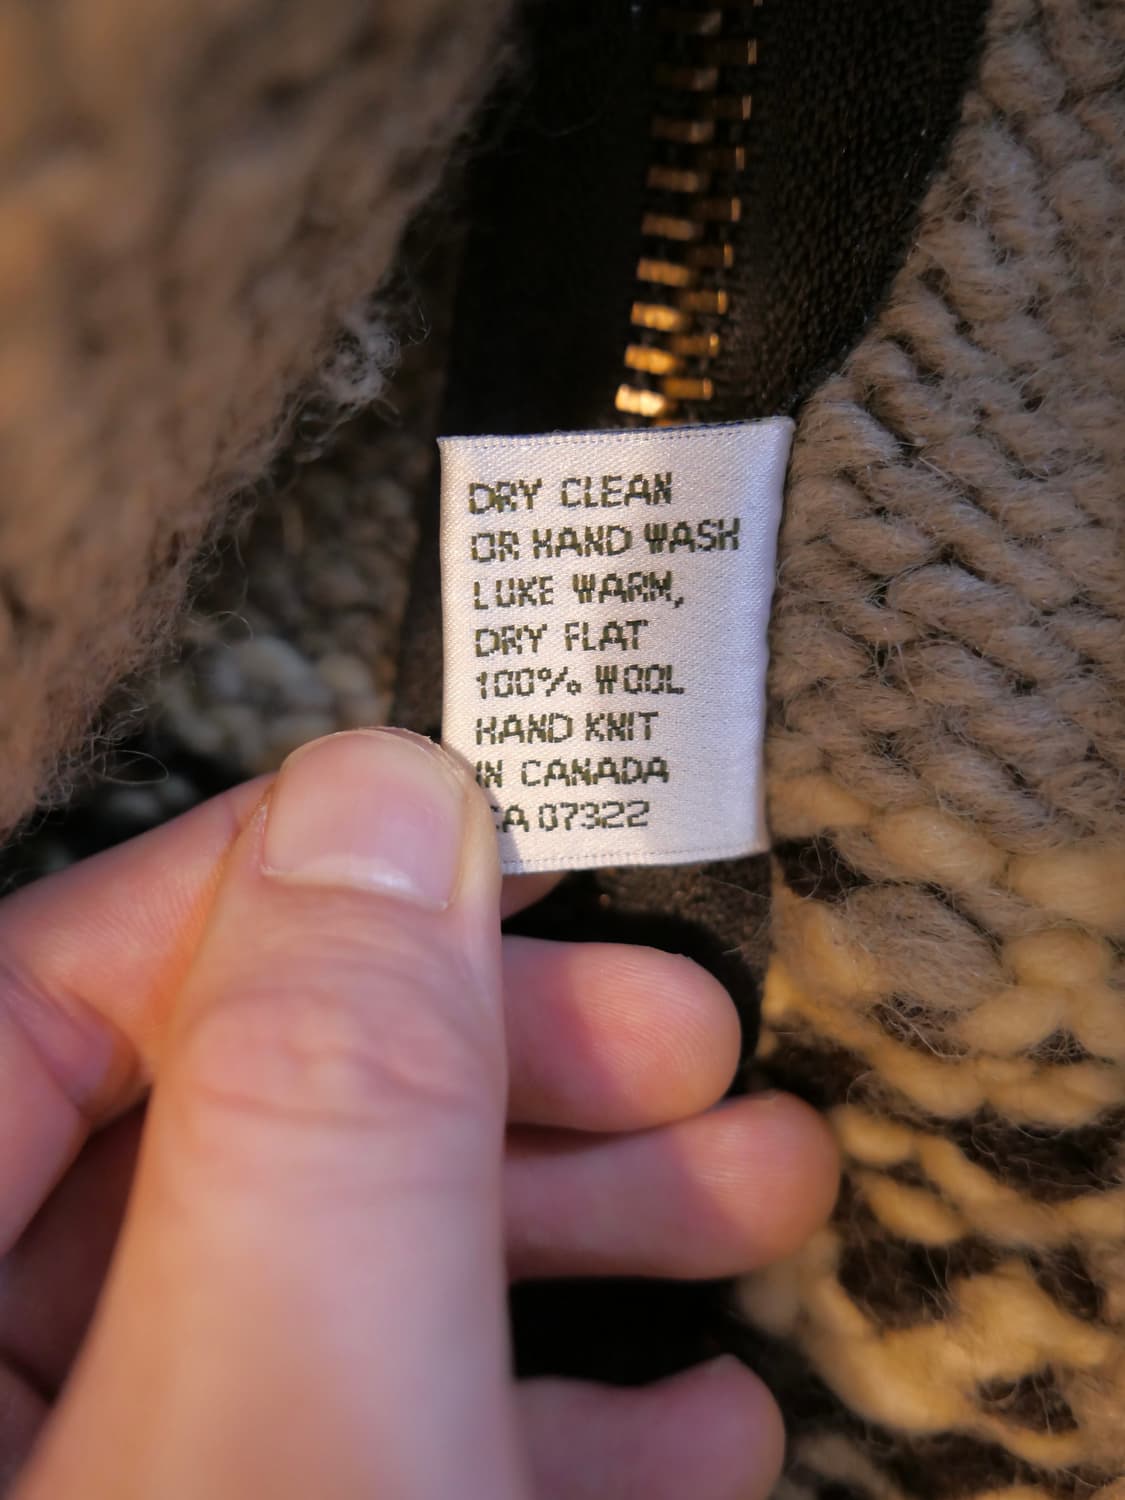 DRY CLEAN
OR HAND WASH
LUKE WARM,
DRY FLAT
100% WOOL
HAND KNIT
IN CANADA
CA 07322